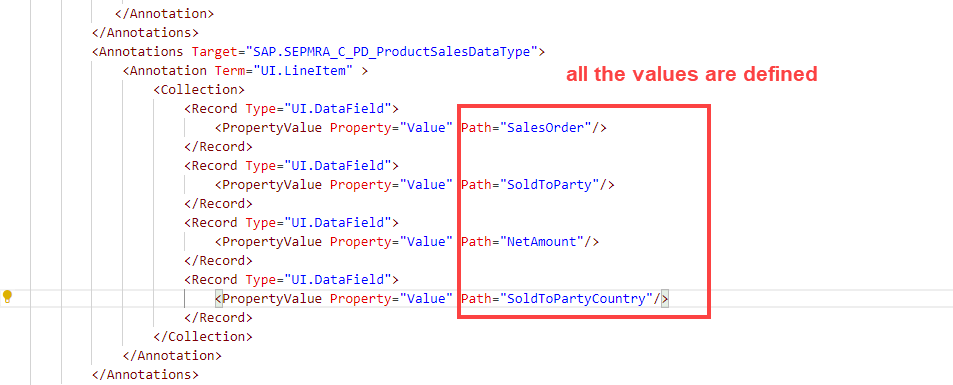 </Annotation>
</Annotations>
<Annotations Target="SAP.SEPMRA_C_PD_ProductSalesDataType">
<Annotation Term="UI.LineItem" >
all the values are defined
<Collection>
<Record Type="UI.DataField">
<PropertyValue Property="Value" Path="SalesOrder"/>
</Record>
<Record Type="UI.DataField">
<PropertyValue Property="Value" Path="SoldToParty"/>
</Record>
<Record Type="UI.DataField">
<PropertyValue Property="Value" Path="NetAmount"/>
</Record>
<Record Type="UI.DataField">
<PropertyValue Property="Value" Path="SoldToPartyCountry"/>
</Record>
</Collection>
</Annotation>
</Annotations>